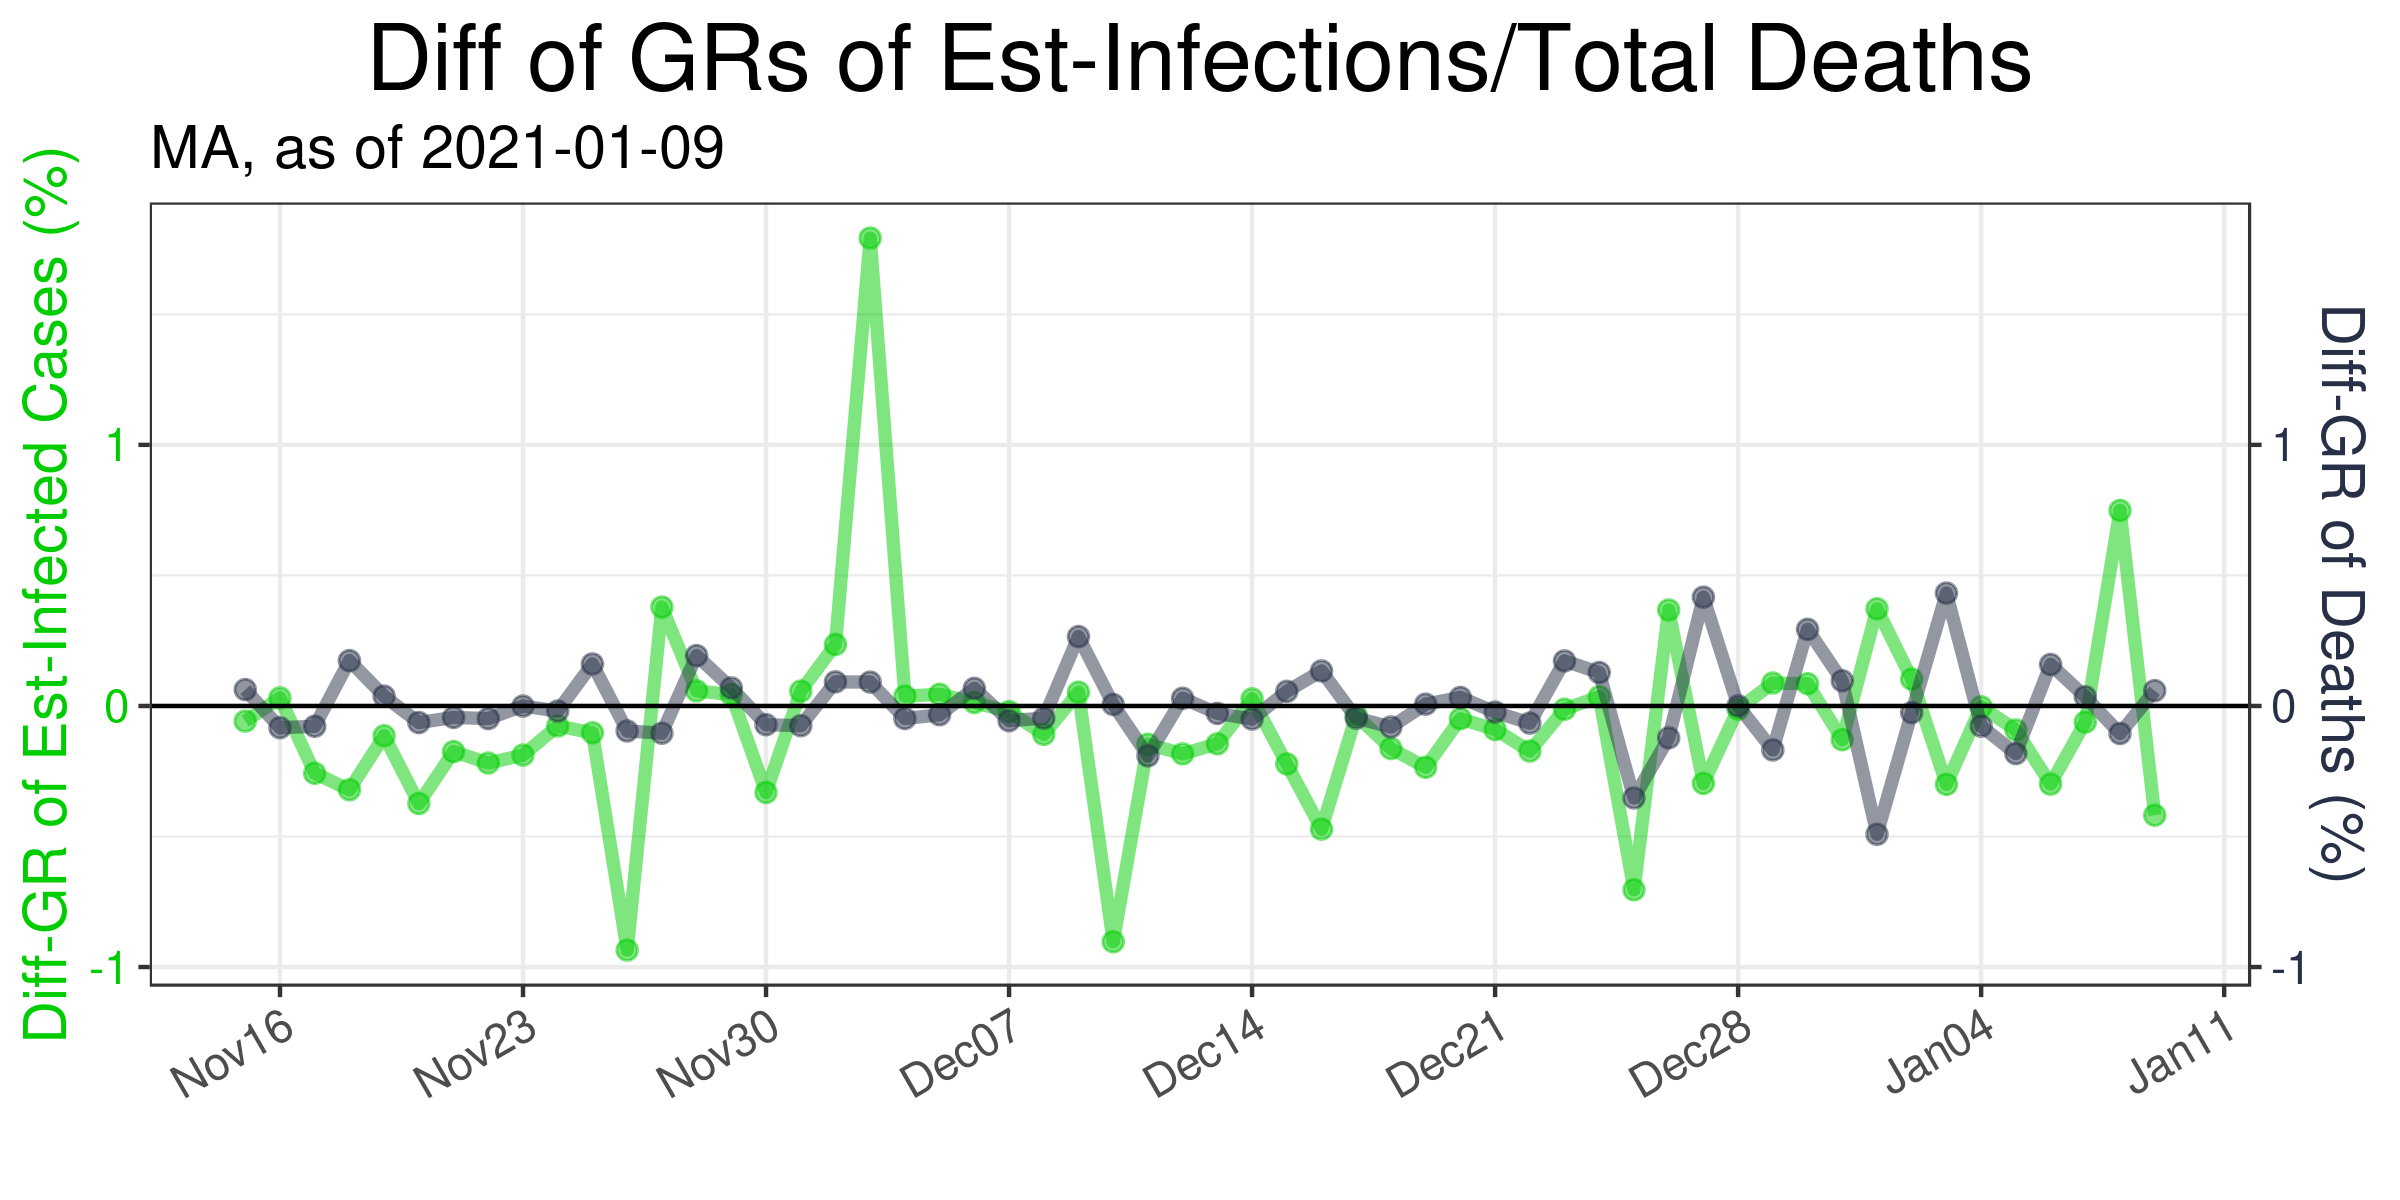 Diff of GRs of Est-Infections/Total Deaths
MA, as of 2021-01-09
Diff-GR of Est-Infected Cases (%)
1
0
-1
1
0
-1
Diff-GR of Deaths (%)
Nov16
Nov23
Nov30
Dec07
Dec14
Dec21
Dec28
Jan04
Jan11